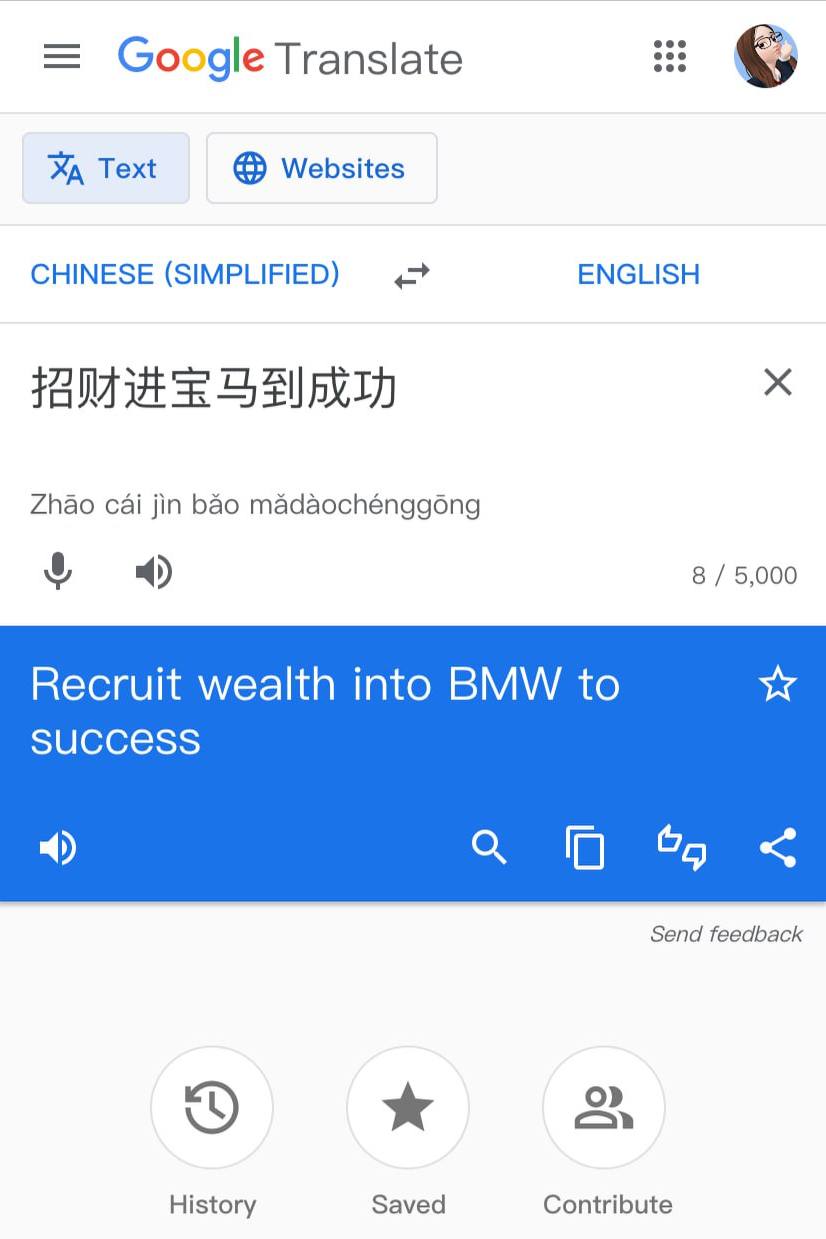 Google Translate
Text Websites
CHINESE (SIMPLIFIED) ENGLISH
招财进宝马到成功
Zhāo cái jìn bǎo mǎdàochénggōng
8 / 5,000
Recruit wealth into BMW to
success
Send feedback
History Saved Contribute